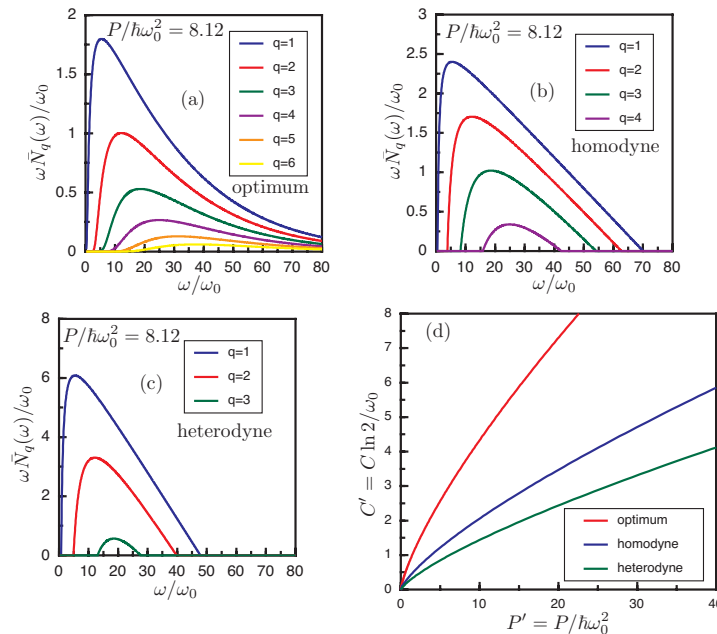 P/ħω₀² = 8.12
(a)
q=1
q=2
q=3
q=4
q=5
q=6
optimum
ωN̄_q(ω)/ω₀
2
1.5
1
0.5
0
0 10 20 30 40 50 60 70 80
ω/ω₀
P/ħω₀² = 8.12
(b)
q=1
q=2
q=3
q=4
homodyne
ωN̄_q(ω)/ω₀
3
2.5
2
1.5
1
0.5
0
0 10 20 30 40 50 60 70 80
ω/ω₀
P/ħω₀² = 8.12
(c)
q=1
q=2
q=3
heterodyne
ωN̄_q(ω)/ω₀
8
6
4
2
0
0 10 20 30 40 50 60 70 80
ω/ω₀
(d)
C′ = C ln 2/ω₀
8
7
6
5
4
3
2
1
0
optimum
homodyne
heterodyne
0 10 20 30 40
P′ = P/ħω₀²